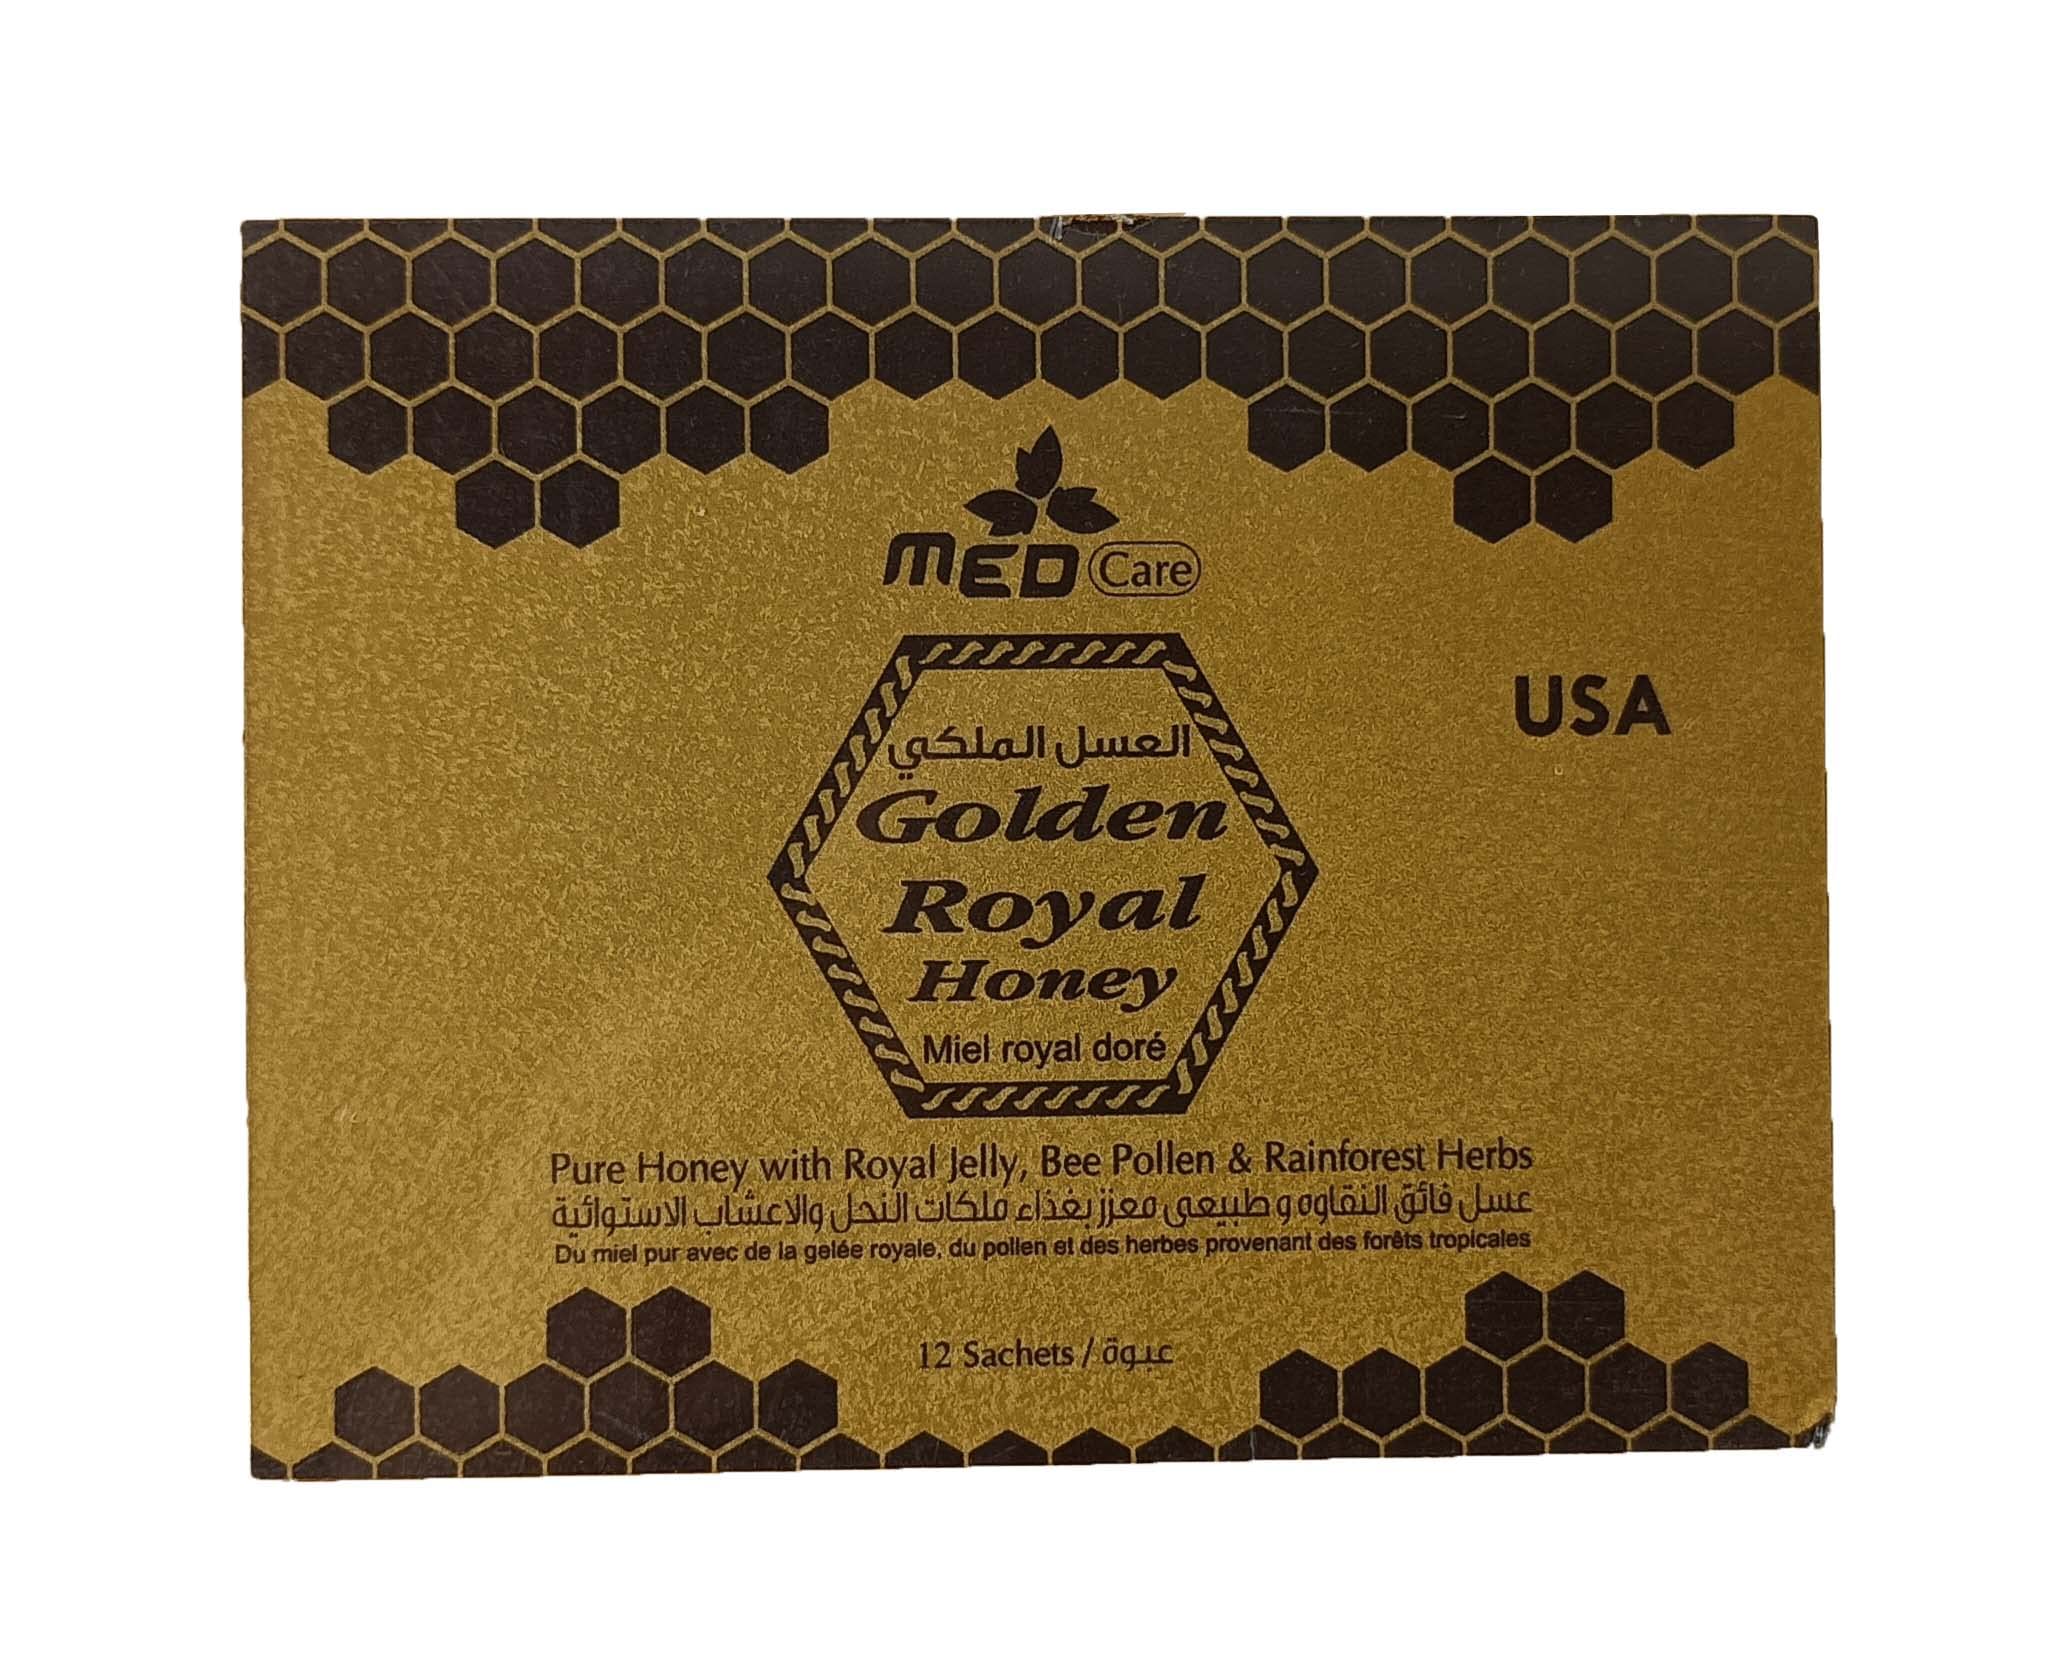 MED Care
USA
العسل الملكي
Golden
Royal
Honey
Miel royal doré
Pure Honey with Royal Jelly, Bee Pollen & Rainforest Herbs
عسل فائق النقاوه و طبيعى معزز بغذاء ملكات النحل والاعشاب الاستوائية
Du miel pur avec de la gelée royale, du pollen et des herbes provenant des forêts tropicales
12 Sachets / عبوة